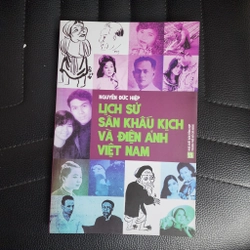 NGUYỄN ĐỨC HIỆP
LỊCH SỬ
SÂN KHẤU KỊCH
VÀ ĐIỆN ẢNH
VIỆT NAM